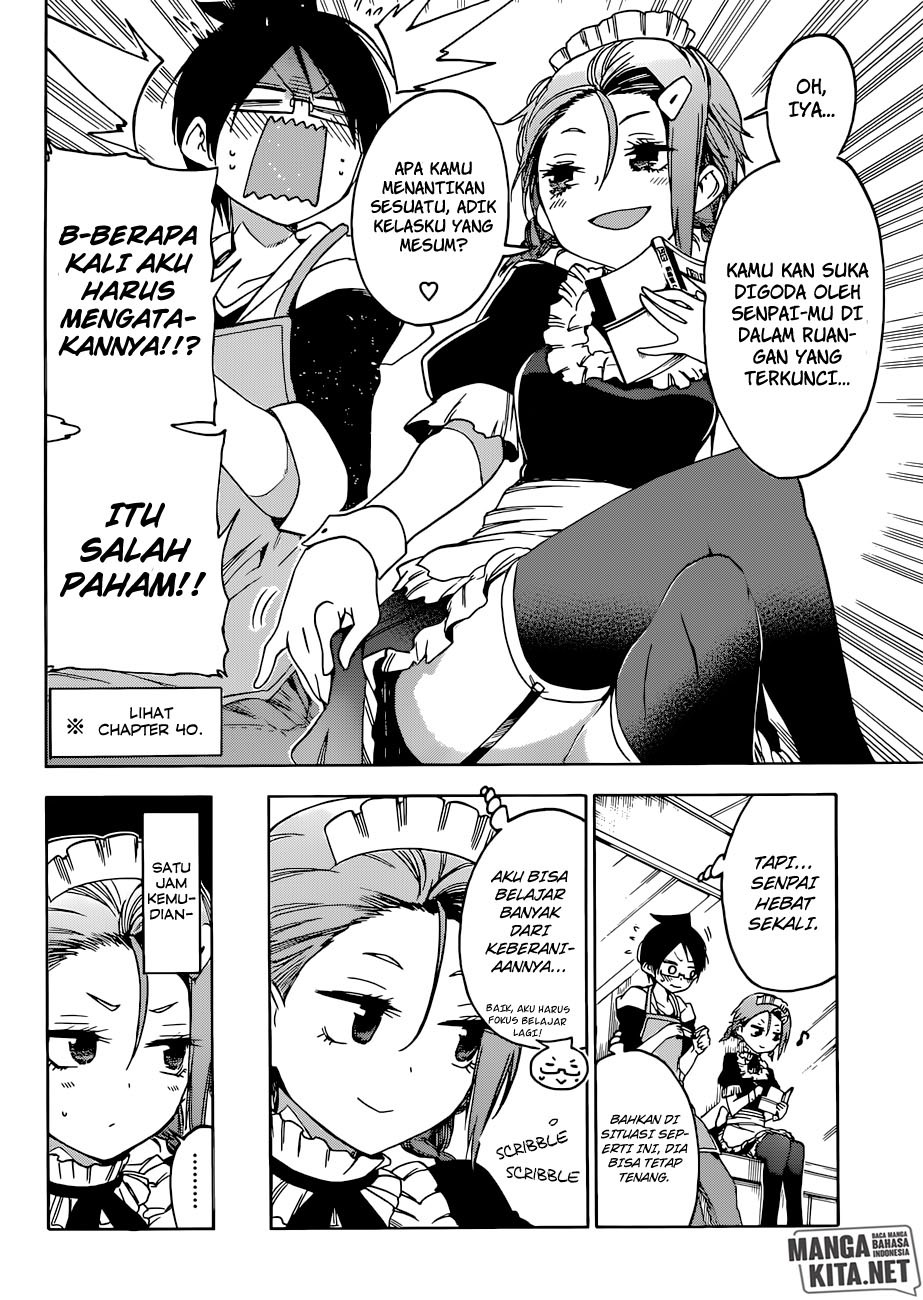 OH,
IYA...
KAMU KAN SUKA
DIGODA OLEH
SENPAI-MU DI
DALAM RUAN-
GAN YANG
TERKUNCI...
APA KAMU
MENANTIKAN
SESUATU, ADIK
KELASKU YANG
MESUM?
♡
B-BERAPA
KALI AKU
HARUS
MENGATA-
KANNYA!!?
ITU
SALAH
PAHAM!!
※ LIHAT
CHAPTER 40.
TAPI...
SENPAI
HEBAT
SEKALI.
BAHKAN DI
SITUASI SEP-
ERTI INI, DIA
BISA TETAP
TENANG.
AKU BISA
BELAJAR
BANYAK
DARI
KEBERANI-
AANNYA...
BAIK, AKU HARUS
FOKUS BELAJAR
LAGI!
SCRIBBLE
SCRIBBLE
SATU
JAM
KEMU-
DIAN-
.........
MANGA
KITA.NET
BACA MANGA
BAHASA
INDONESIA